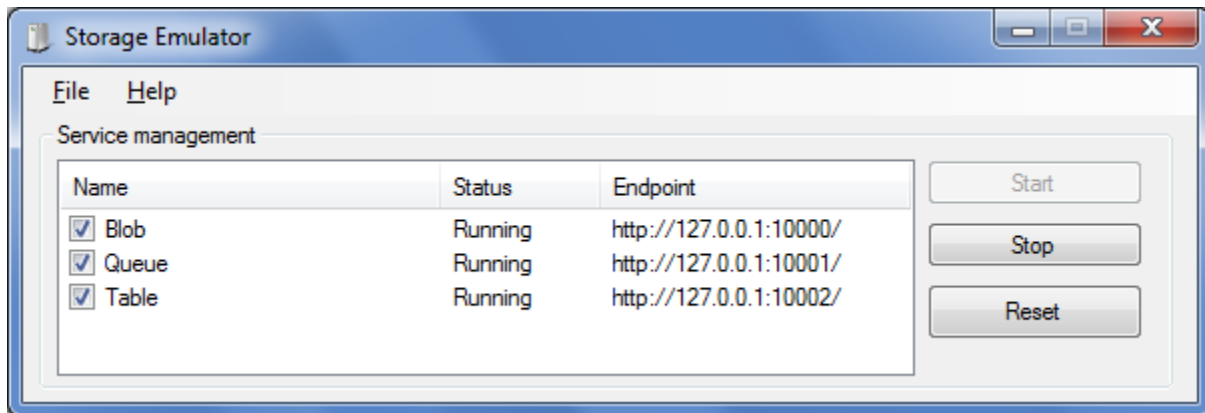 Storage Emulator
File Help
Service management
Name Status Endpoint Start
Blob Running http://127.0.0.1:10000/
Queue Running http://127.0.0.1:10001/ Stop
Table Running http://127.0.0.1:10002/ Reset